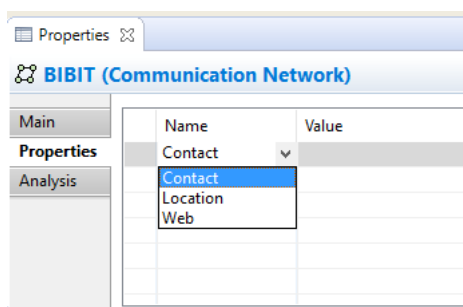 Properties
BIBIT (Communication Network)
Main
Properties
Analysis
Name Value
Contact
Contact
Location
Web